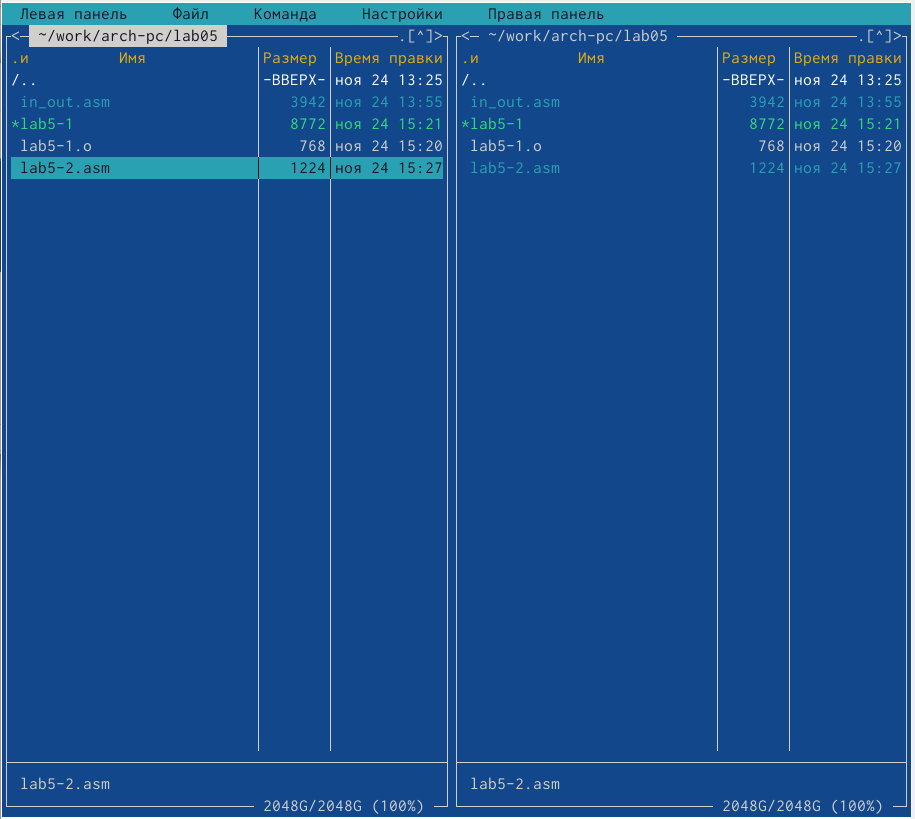 Левая панель Файл Команда Настройки Правая панель
<- ~/work/arch-pc/lab05 .[^]> <- ~/work/arch-pc/lab05 .[^]>
.и Имя Размер Время правки .и Имя Размер Время правки
/.. -ВВЕРХ- ноя 24 13:25 /.. -ВВЕРХ- ноя 24 13:25
in_out.asm 3942 ноя 24 13:55 in_out.asm 3942 ноя 24 13:55
*lab5-1 8772 ноя 24 15:21 *lab5-1 8772 ноя 24 15:21
lab5-1.o 768 ноя 24 15:20 lab5-1.o 768 ноя 24 15:20
lab5-2.asm 1224 ноя 24 15:27 lab5-2.asm 1224 ноя 24 15:27
lab5-2.asm lab5-2.asm
2048G/2048G (100%) 2048G/2048G (100%)